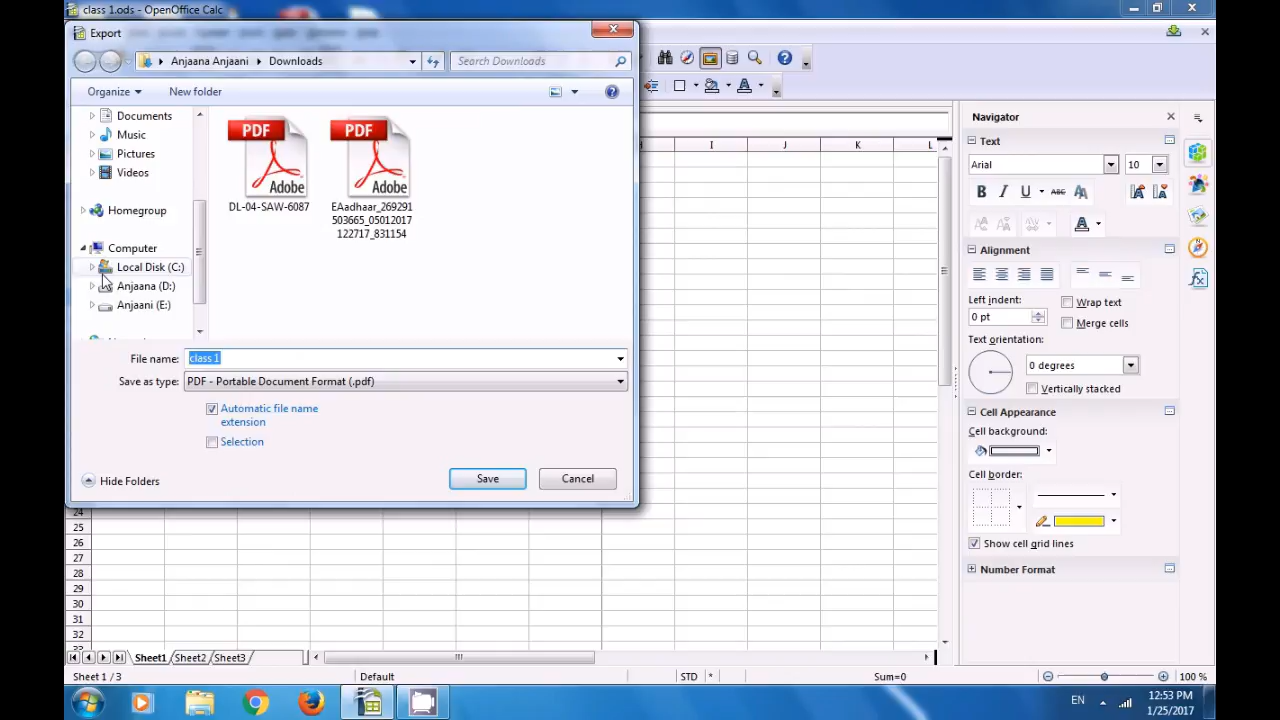 class 1.ods - OpenOffice Calc
Export
Anjaana Anjaani
Downloads
Search Downloads
Organize
New folder
Documents
Music
Pictures
Videos
Homegroup
Computer
Local Disk (C:)
Anjaana (D:)
Anjaani (E:)
PDF
Adobe
DL-04-SAW-6087
PDF
Adobe
EAadhaar_269291
503665_05012017
122717_831154
File name:
class 1
Save as type:
PDF - Portable Document Format (.pdf)
Automatic file name
extension
Selection
Hide Folders
Save
Cancel
I
J
K
L
24
25
26
27
28
29
30
31
32
Navigator
Text
Arial
10
B
I
U
ABC
Alignment
Left indent:
0 pt
Wrap text
Merge cells
Text orientation:
0 degrees
Vertically stacked
Cell Appearance
Cell background:
Cell border:
Show cell grid lines
Number Format
Sheet1
Sheet2
Sheet3
Sheet 1 / 3
Default
STD
*
Sum=0
100 %
EN
12:53 PM
1/25/2017